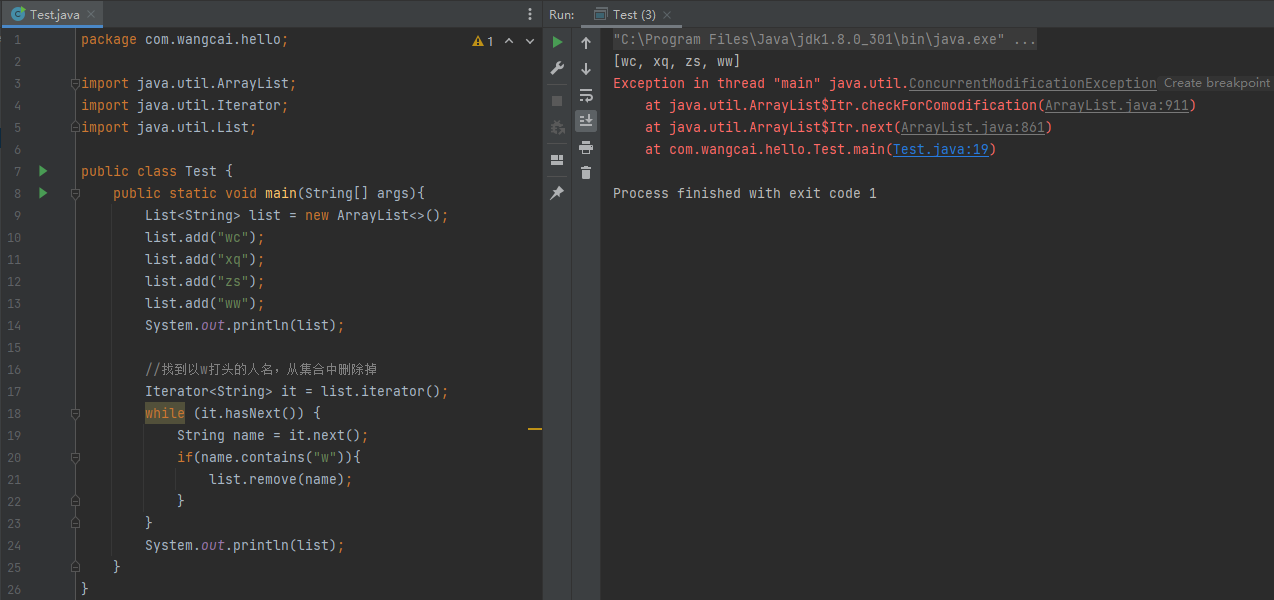 Test.java
1
package com.wangcai.hello;
2
3
import java.util.ArrayList;
4
import java.util.Iterator;
5
import java.util.List;
6
7
public class Test {
8
public static void main(String[] args){
9
List<String> list = new ArrayList<>();
10
list.add("wc");
11
list.add("xq");
12
list.add("zs");
13
list.add("ww");
14
System.out.println(list);
15
16
//找到以w打头的人名,从集合中删除掉
17
Iterator<String> it = list.iterator();
18
while (it.hasNext()) {
19
String name = it.next();
20
if(name.contains("w")){
21
list.remove(name);
22
}
23
}
24
System.out.println(list);
25
}
26
}
1
Run: Test (3)
"C:\Program Files\Java\jdk1.8.0_301\bin\java.exe" ...
[wc, xq, zs, ww]
Exception in thread "main" java.util.ConcurrentModificationException Create breakpoint
at java.util.ArrayList$Itr.checkForComodification(ArrayList.java:911)
at java.util.ArrayList$Itr.next(ArrayList.java:861)
at com.wangcai.hello.Test.main(Test.java:19)
Process finished with exit code 1